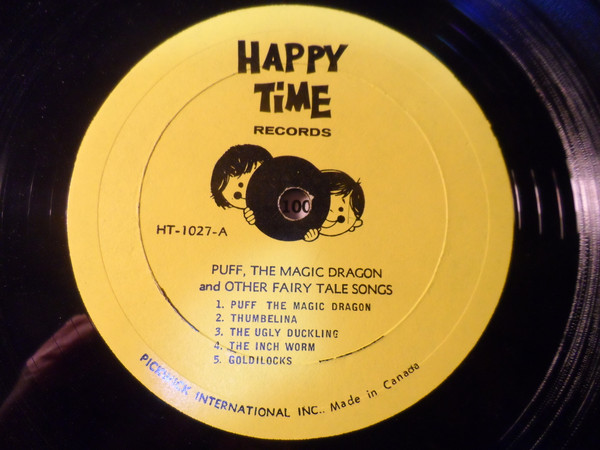 HAPPY
TiME
RECORDS
100
HT-1027-A
PUFF, THE MAGIC DRAGON
and OTHER FAIRY TALE SONGS
1. PUFF THE MAGIC DRAGON
2. THUMBELINA
3. THE UGLY DUCKLING
4. THE INCH WORM
5. GOLDILOCKS
PICKWICK INTERNATIONAL INC.. Made in Canada